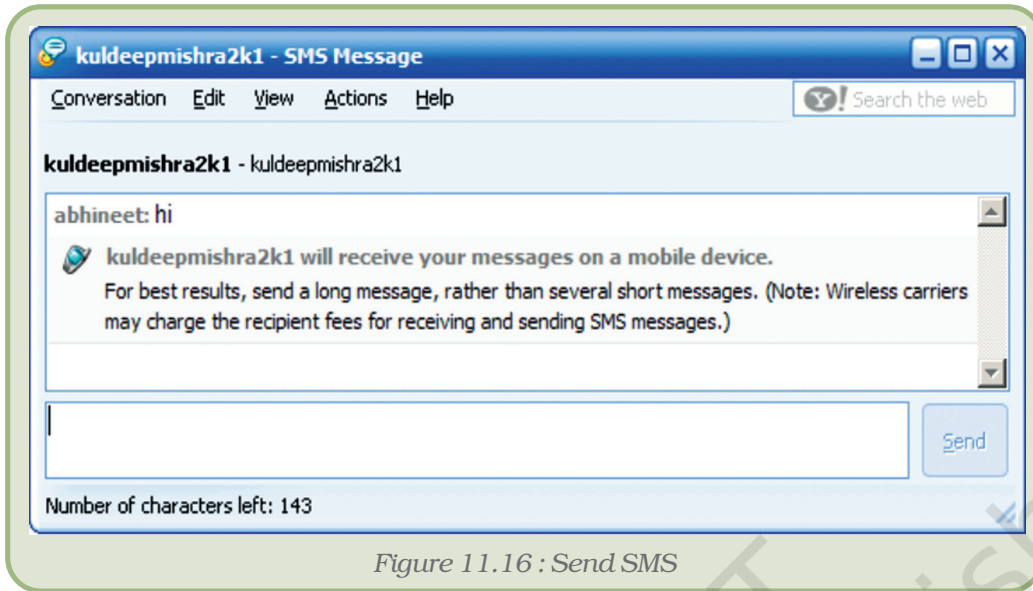 kuldeepmishra2k1 - SMS Message
Conversation Edit View Actions Help
Y! Search the web
kuldeepmishra2k1 - kuldeepmishra2k1
abhineet: hi
kuldeepmishra2k1 will receive your messages on a mobile device.
For best results, send a long message, rather than several short messages. (Note: Wireless carriers
may charge the recipient fees for receiving and sending SMS messages.)
Send
Number of characters left: 143
Figure 11.16 : Send SMS